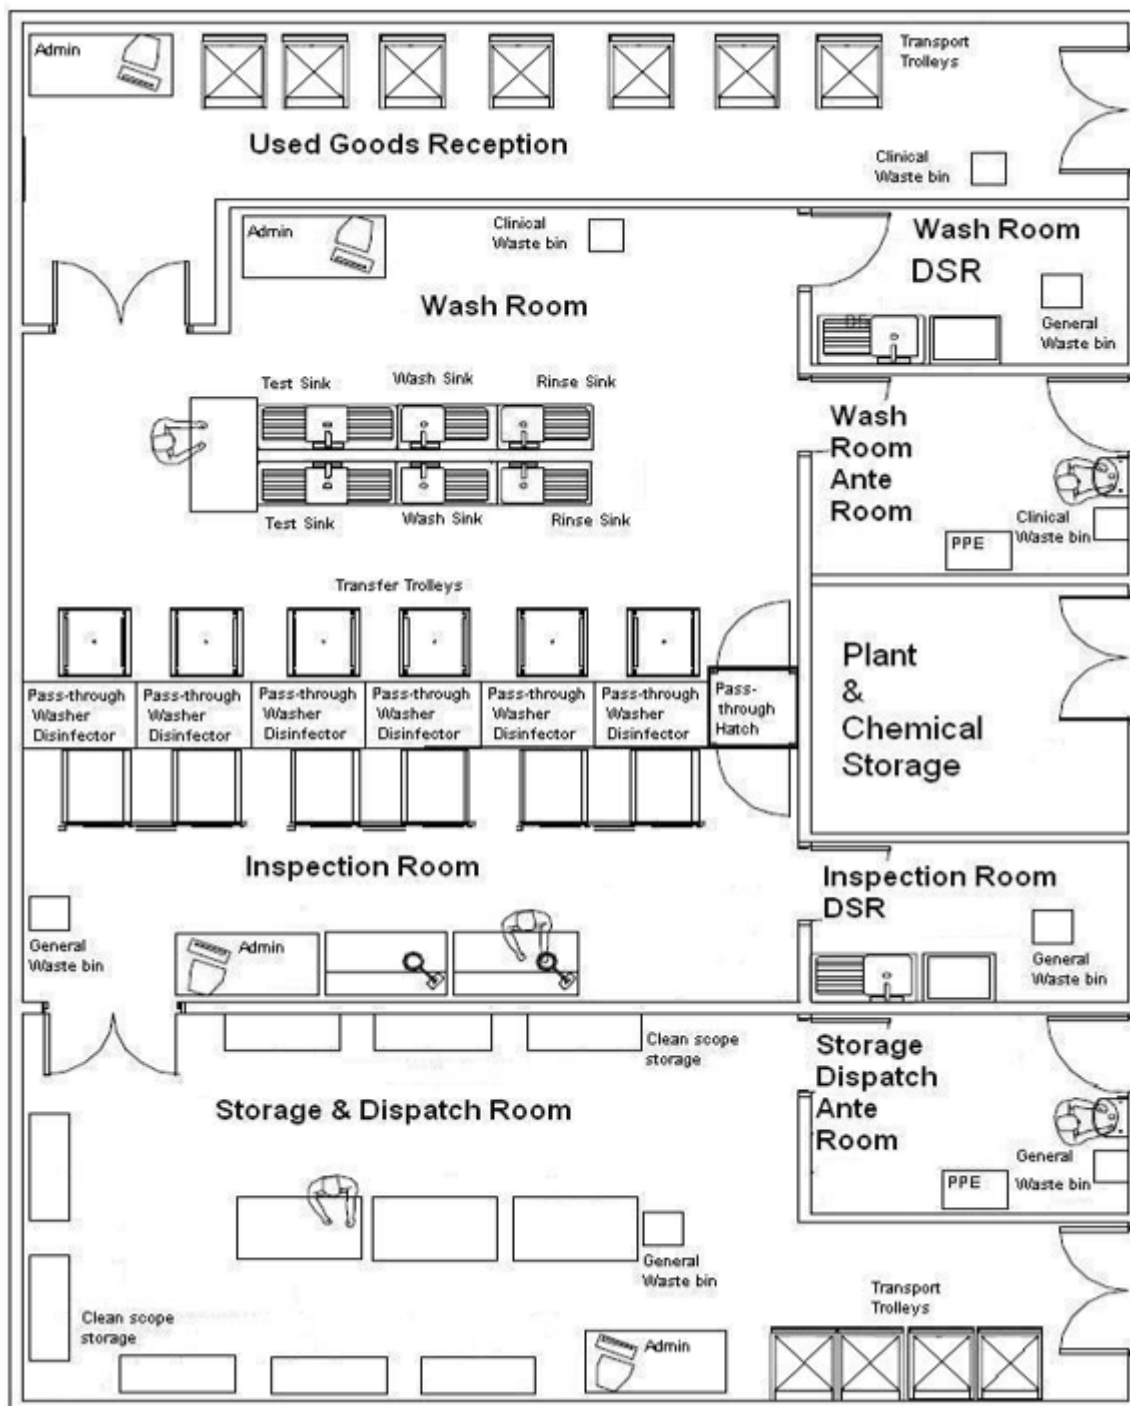 Admin
Transport
Trolleys
Used Goods Reception
Clinical
Waste bin
Admin
Clinical
Waste bin
Wash Room
DSR
Wash Room
General
Waste bin
Test Sink
Wash Sink
Rinse Sink
Wash
Room
Ante
Room
Test Sink
Wash Sink
Rinse Sink
Clinical
Waste bin
PPE
Transfer Trolleys
Plant
&
Chemical
Storage
Pass-through
Washer
Disinfector
Pass-through
Washer
Disinfector
Pass-through
Washer
Disinfector
Pass-through
Washer
Disinfector
Pass-through
Washer
Disinfector
Pass-through
Washer
Disinfector
Pass-
through
Hatch
Inspection Room
Inspection Room
DSR
General
Waste bin
Admin
General
Waste bin
Clean scope
storage
Storage
Dispatch
Ante
Room
Storage & Dispatch Room
General
Waste bin
PPE
General
Waste bin
Clean scope
storage
Transport
Trolleys
Admin